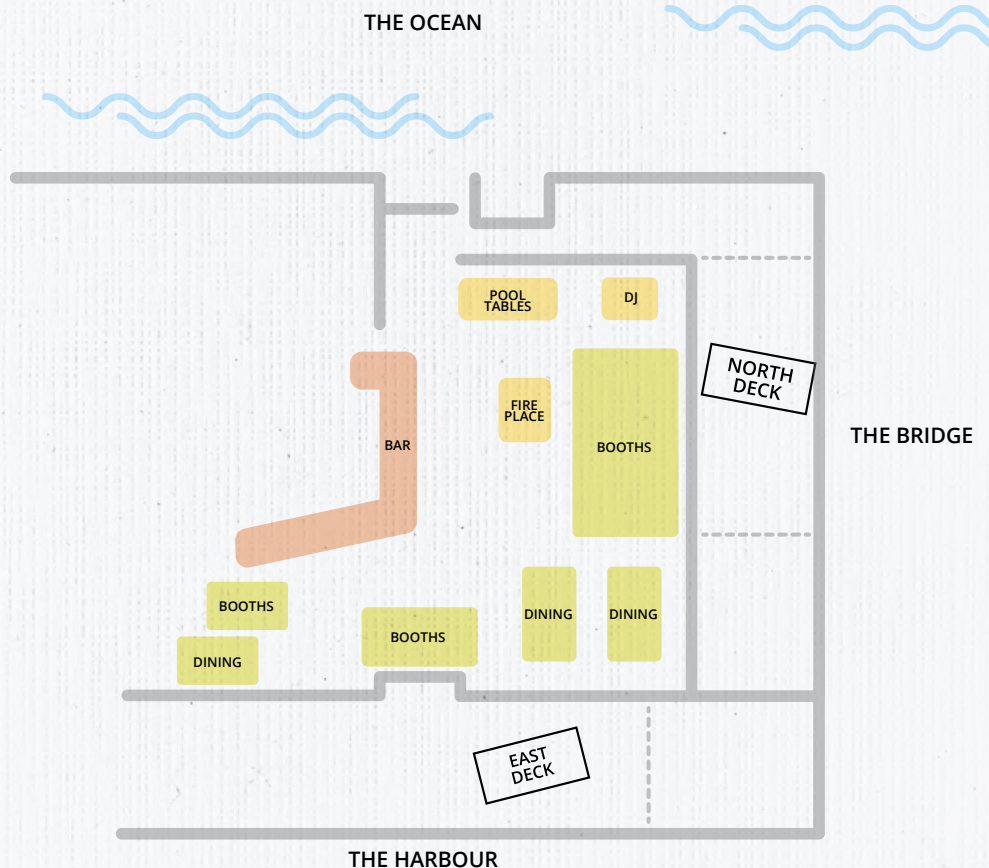 THE OCEAN
POOL
TABLES
DJ
NORTH
DECK
FIRE
PLACE
THE BRIDGE
BAR
BOOTHS
BOOTHS
DINING
DINING
BOOTHS
DINING
EAST
DECK
THE HARBOUR